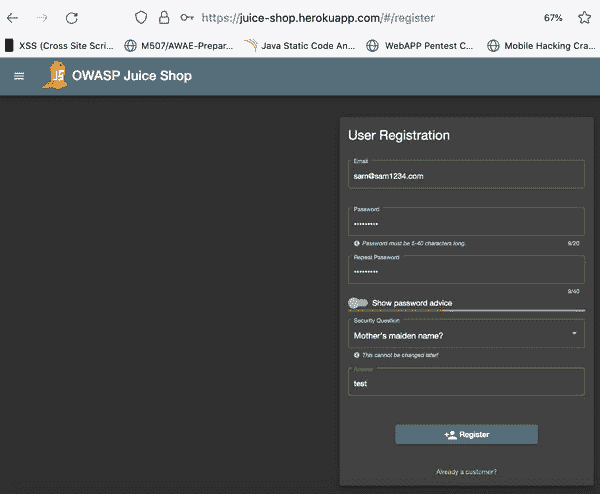 https://juice-shop.herokuapp.com/#/register 67%
XSS (Cross Site Scri... M507/AWAE-Prepar... Java Static Code An... WebAPP Pentest C... Mobile Hacking Cra...
OWASP Juice Shop
User Registration
Email
sam@sam1234.com
Password
•••••••••
Password must be 5-40 characters long. 9/20
Repeat Password
•••••••••
9/40
Show password advice
Security Question
Mother's maiden name?
This cannot be changed later!
Answer
test
Register
Already a customer?